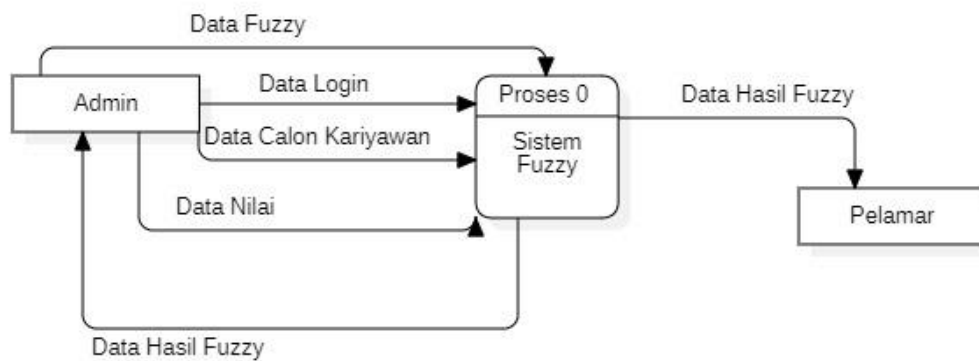 Data Fuzzy
Admin
Data Login
Proses 0
Data Hasil Fuzzy
Data Calon Kariyawan
Sistem
Fuzzy
Data Nilai
Pelamar
Data Hasil Fuzzy